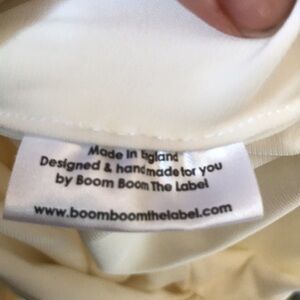 Made in England
Designed & handmade for you
by Boom Boom The Label
www.boomboomthelabel.com